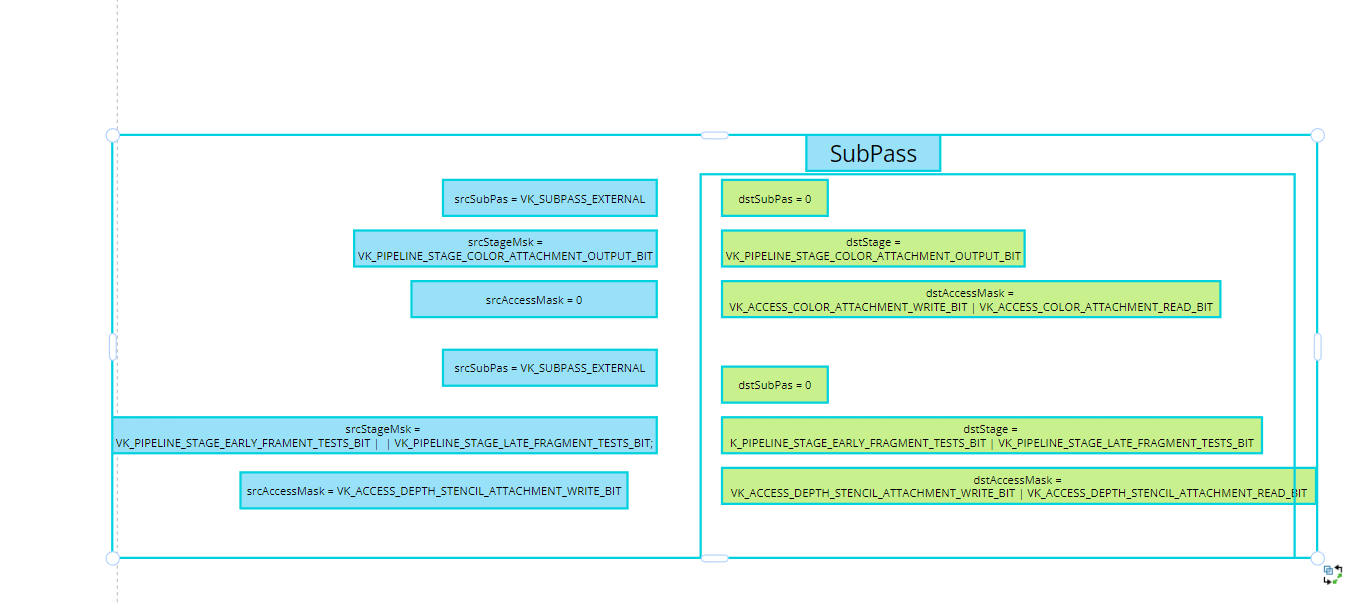 SubPass
srcSubPas = VK_SUBPASS_EXTERNAL
dstSubPas = 0
srcStageMsk =
VK_PIPELINE_STAGE_COLOR_ATTACHMENT_OUTPUT_BIT
dstStage =
VK_PIPELINE_STAGE_COLOR_ATTACHMENT_OUTPUT_BIT
srcAccessMask = 0
dstAccessMask =
VK_ACCESS_COLOR_ATTACHMENT_WRITE_BIT | VK_ACCESS_COLOR_ATTACHMENT_READ_BIT
srcSubPas = VK_SUBPASS_EXTERNAL
dstSubPas = 0
srcStageMsk =
VK_PIPELINE_STAGE_EARLY_FRAMENT_TESTS_BIT | | VK_PIPELINE_STAGE_LATE_FRAGMENT_TESTS_BIT;
dstStage =
K_PIPELINE_STAGE_EARLY_FRAGMENT_TESTS_BIT | VK_PIPELINE_STAGE_LATE_FRAGMENT_TESTS_BIT
srcAccessMask = VK_ACCESS_DEPTH_STENCIL_ATTACHMENT_WRITE_BIT
dstAccessMask =
VK_ACCESS_DEPTH_STENCIL_ATTACHMENT_WRITE_BIT | VK_ACCESS_DEPTH_STENCIL_ATTACHMENT_READ_BIT